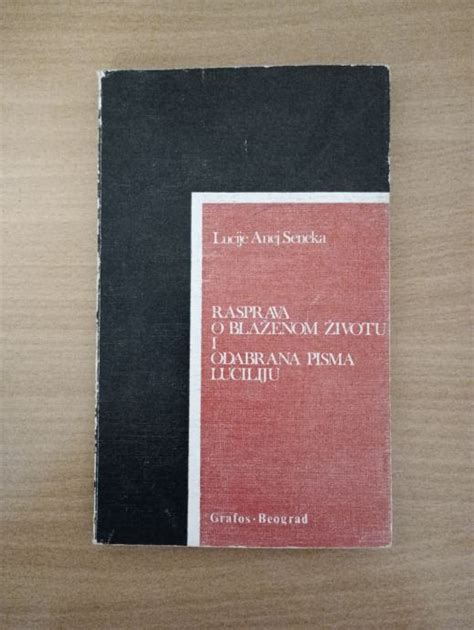 Lucije Anej Seneka
RASPRAVA
O BLAŽENOM ŽIVOTU
I
ODABRANA PISMA
LUCILIJU
Grafos - Beograd